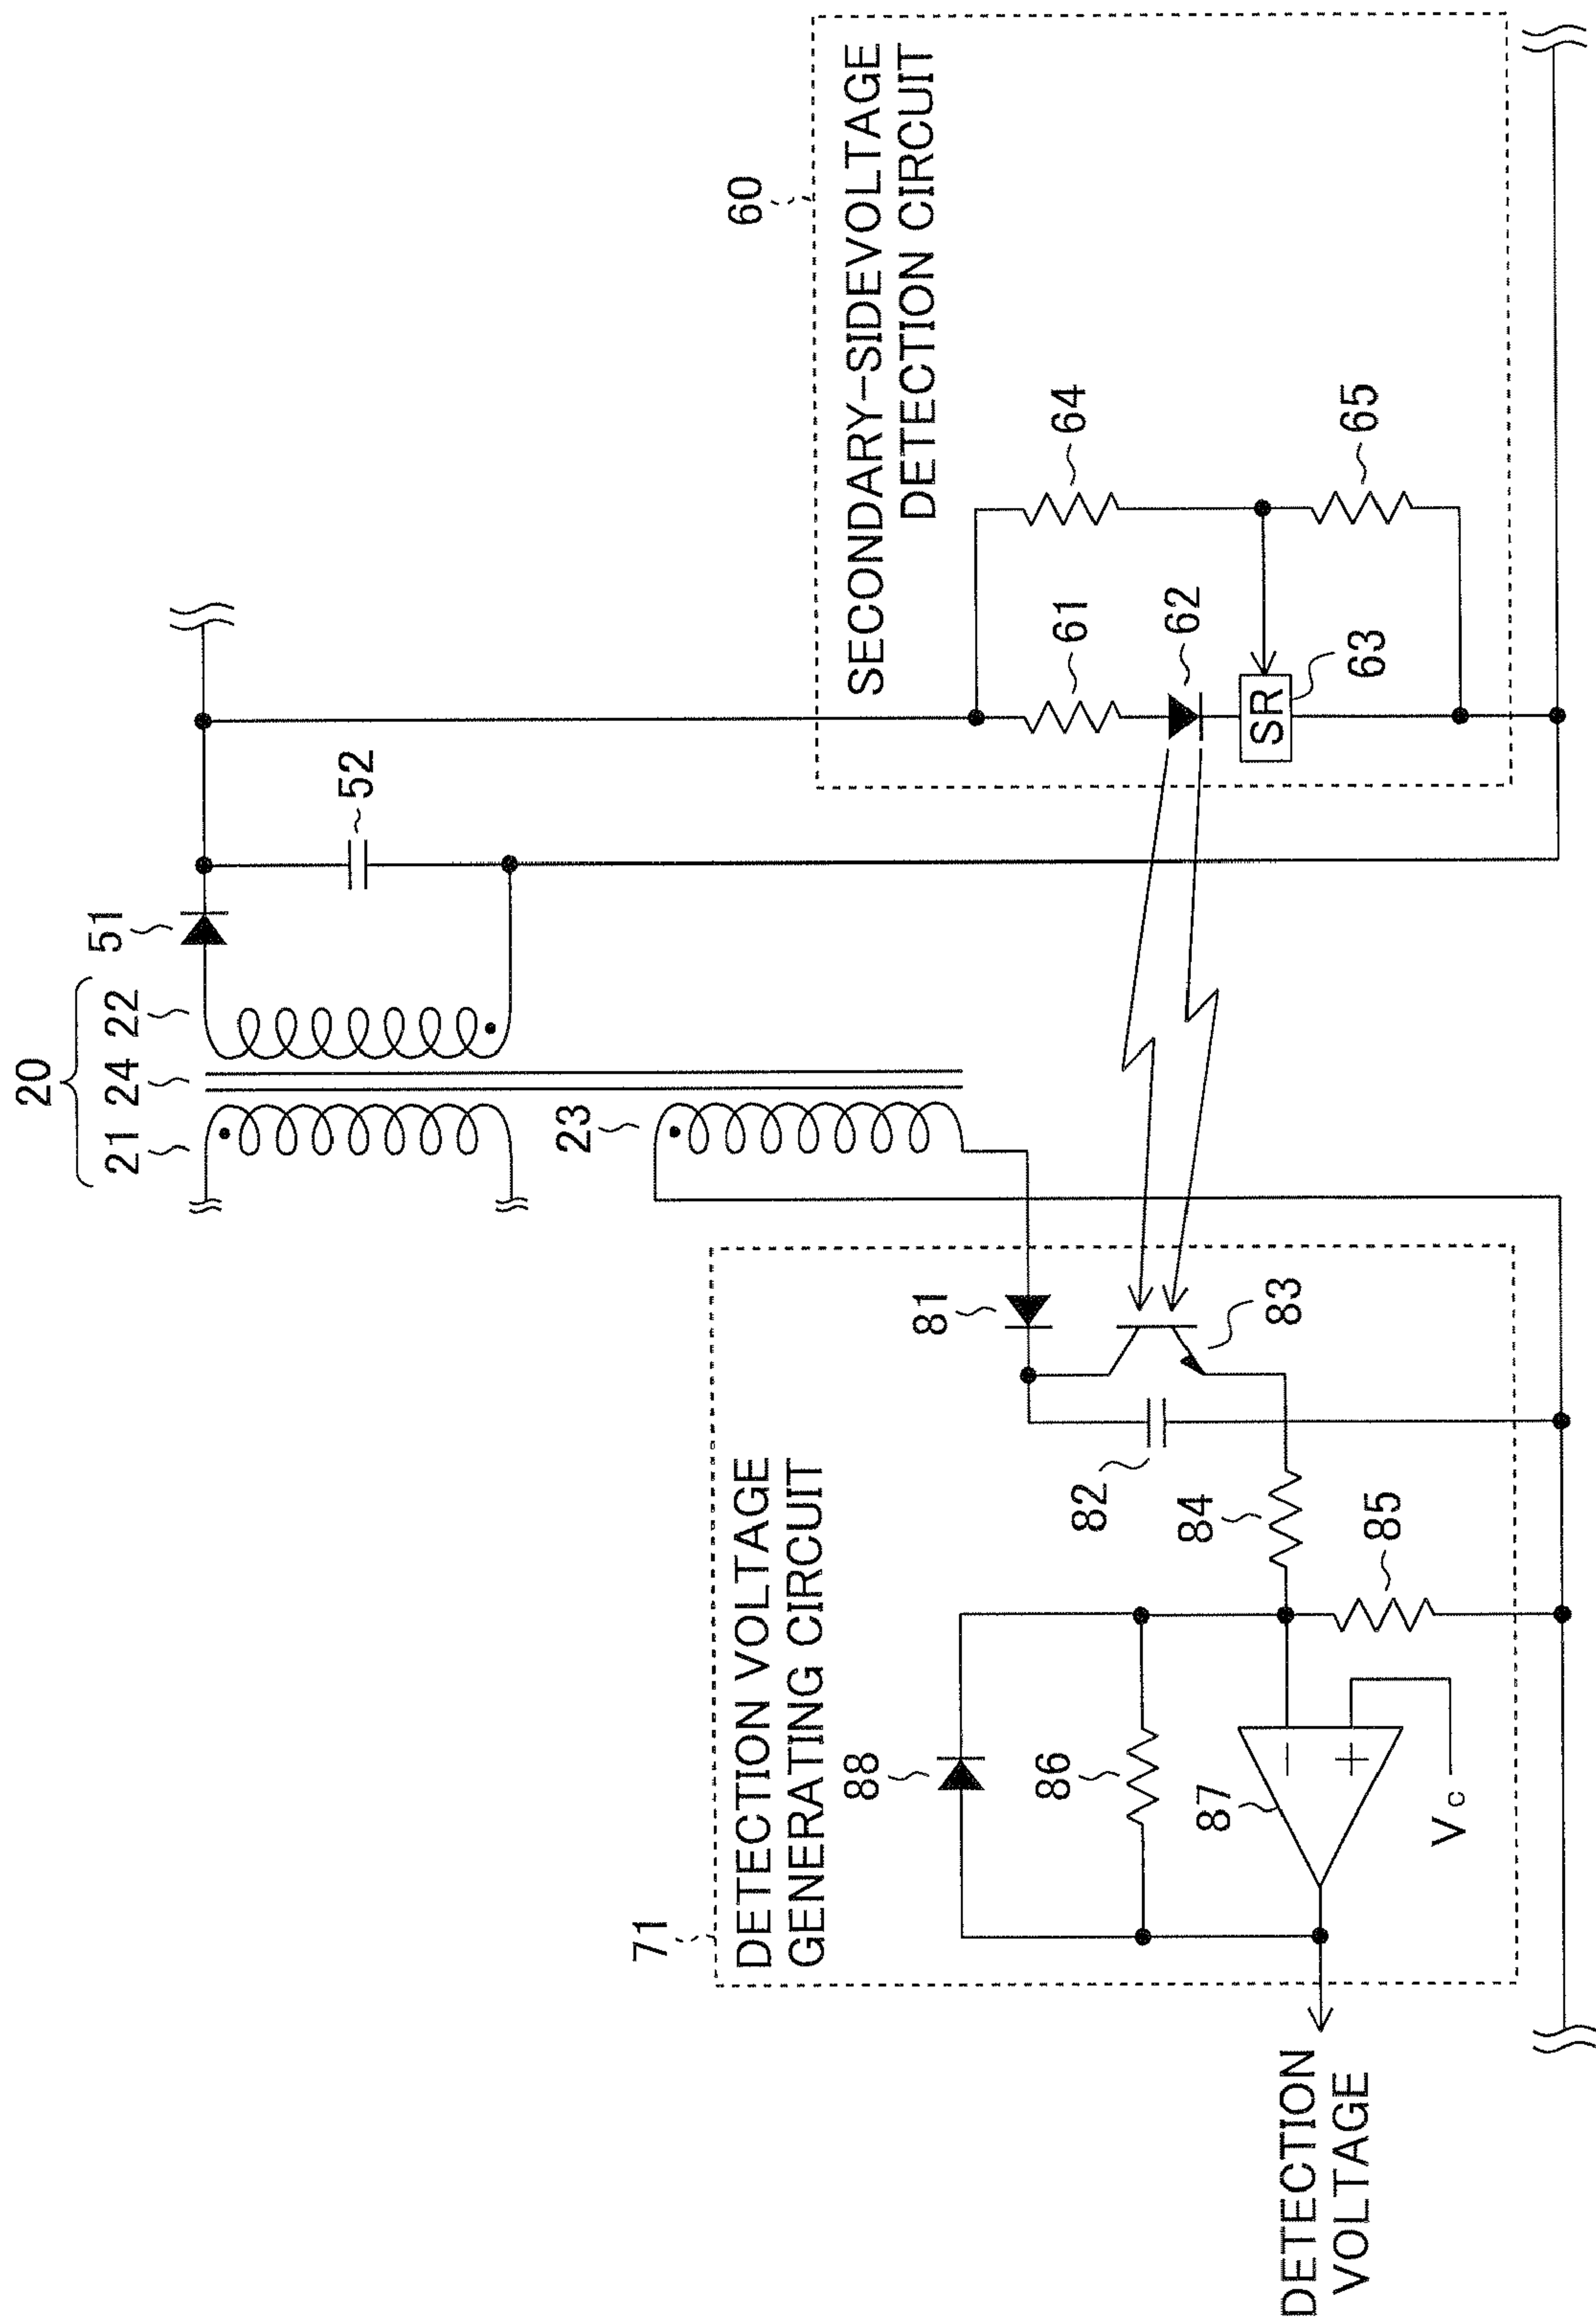 20
21
24
22
51
52
23
60
SECONDARY-SIDEVOLTAGE
DETECTION CIRCUIT
61
62
SR
63
64
65
71
DETECTION VOLTAGE
GENERATING CIRCUIT
88
86
87
Vc
82
84
85
81
83
DETECTION
VOLTAGE